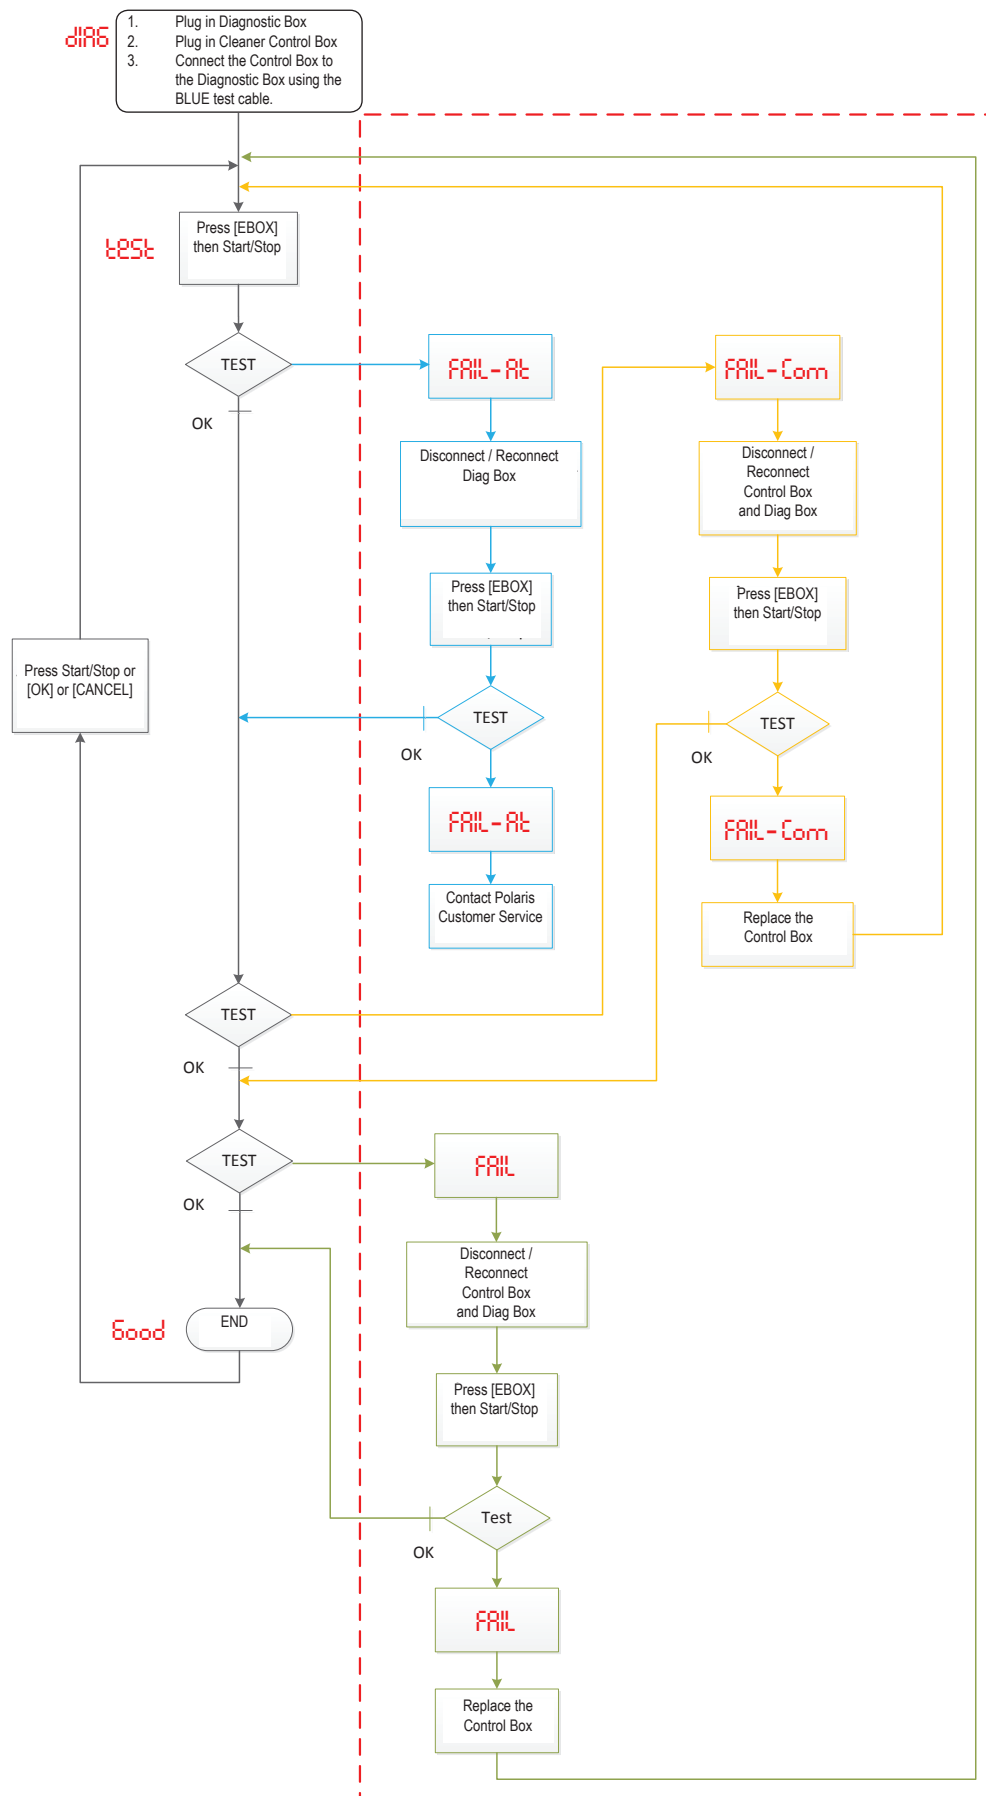 dIAG
1. Plug in Diagnostic Box
2. Plug in Cleaner Control Box
3. Connect the Control Box to
the Diagnostic Box using the
BLUE test cable.
tESt
Press [EBOX]
then Start/Stop
TEST
OK
FAIL-At
Disconnect / Reconnect
Diag Box
Press [EBOX]
then Start/Stop
TEST
OK
FAIL-At
Contact Polaris
Customer Service
FAIL-Com
Disconnect /
Reconnect
Control Box
and Diag Box
Press [EBOX]
then Start/Stop
TEST
OK
FAIL-Com
Replace the
Control Box
Press Start/Stop or
[OK] or [CANCEL]
TEST
OK
TEST
OK
FAIL
Disconnect /
Reconnect
Control Box
and Diag Box
Good
END
Press [EBOX]
then Start/Stop
Test
OK
FAIL
Replace the
Control Box